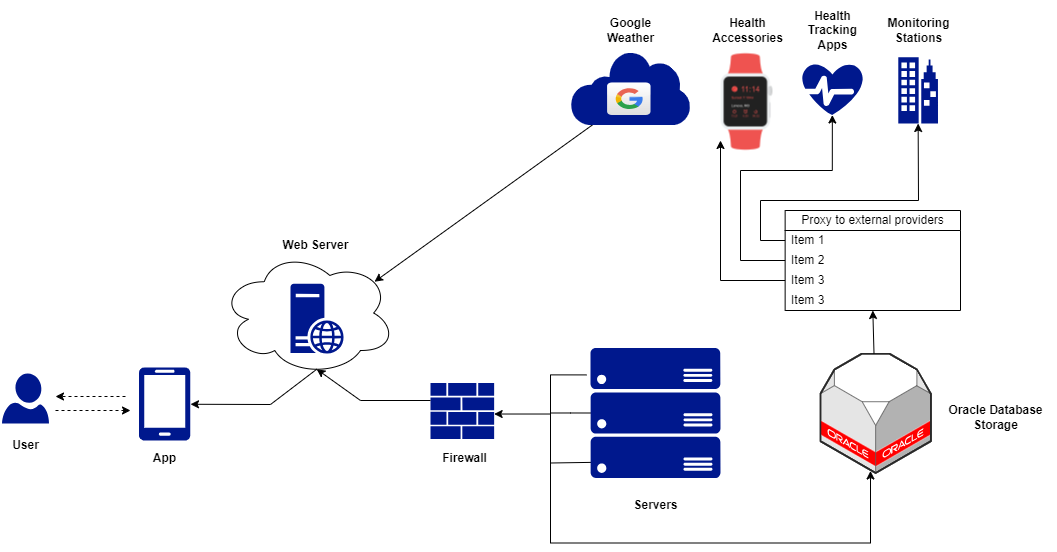 Google
Weather
Health
Accessories
Health
Tracking
Apps
Monitoring
Stations
G
11:14
Proxy to external providers
Item 1
Item 2
Item 3
Item 3
Web Server
User
App
Firewall
Servers
ORACLE ORACLE
Oracle Database
Storage